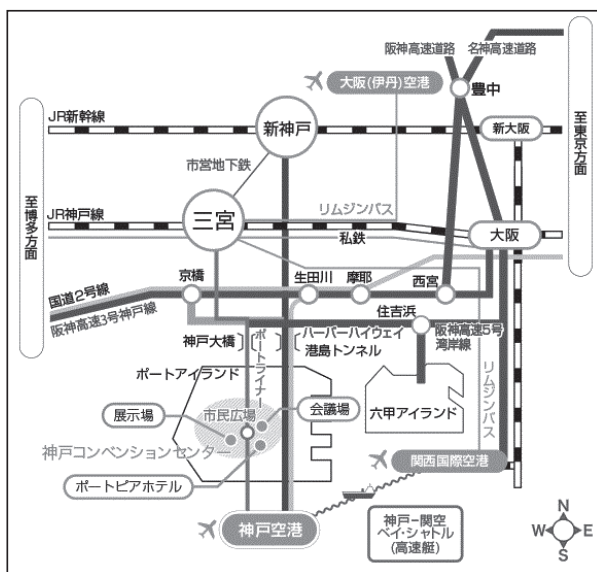 阪神高速道路
名神高速道路
大阪(伊丹)空港
豊中
至東京方面
JR新幹線
新神戸
新大阪
市営地下鉄
至博多方面
三宮
リムジンバス
JR神戸線
私鉄
大阪
京橋
生田川
摩耶
西宮
国道2号線
阪神高速3号神戸線
住吉浜
神戸大橋
ポートライナー
ハーバーハイウェイ
港島トンネル
阪神高速5号
湾岸線
リムジンバス
ポートアイランド
六甲アイランド
展示場
市民広場
会議場
神戸コンベンションセンター
ポートピアホテル
関西国際空港
神戸空港
神戸ー関空
ベイ・シャトル
(高速艇)
N
W
E
S